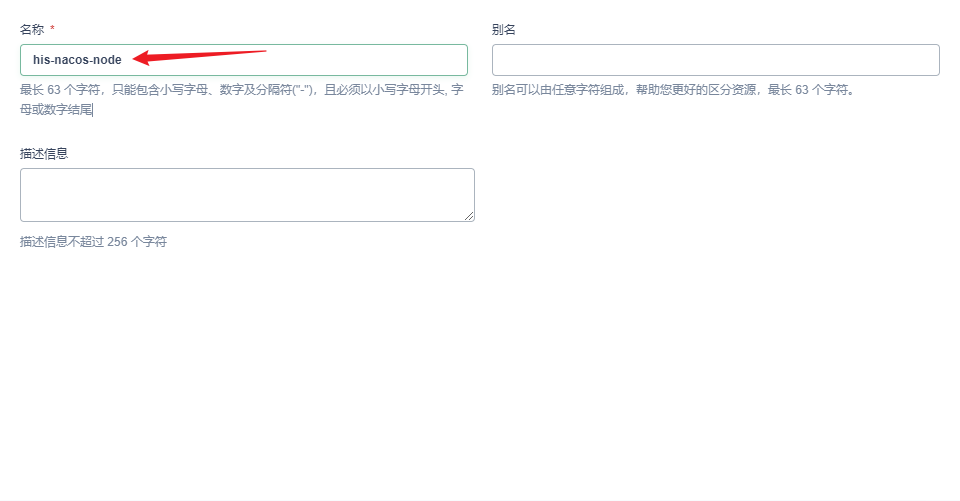 名称 *
别名
his-nacos-node
最长 63 个字符，只能包含小写字母、数字及分隔符("-")，且必须以小写字母开头, 字
母或数字结尾
别名可以由任意字符组成，帮助您更好的区分资源，最长 63 个字符。
描述信息
描述信息不超过 256 个字符